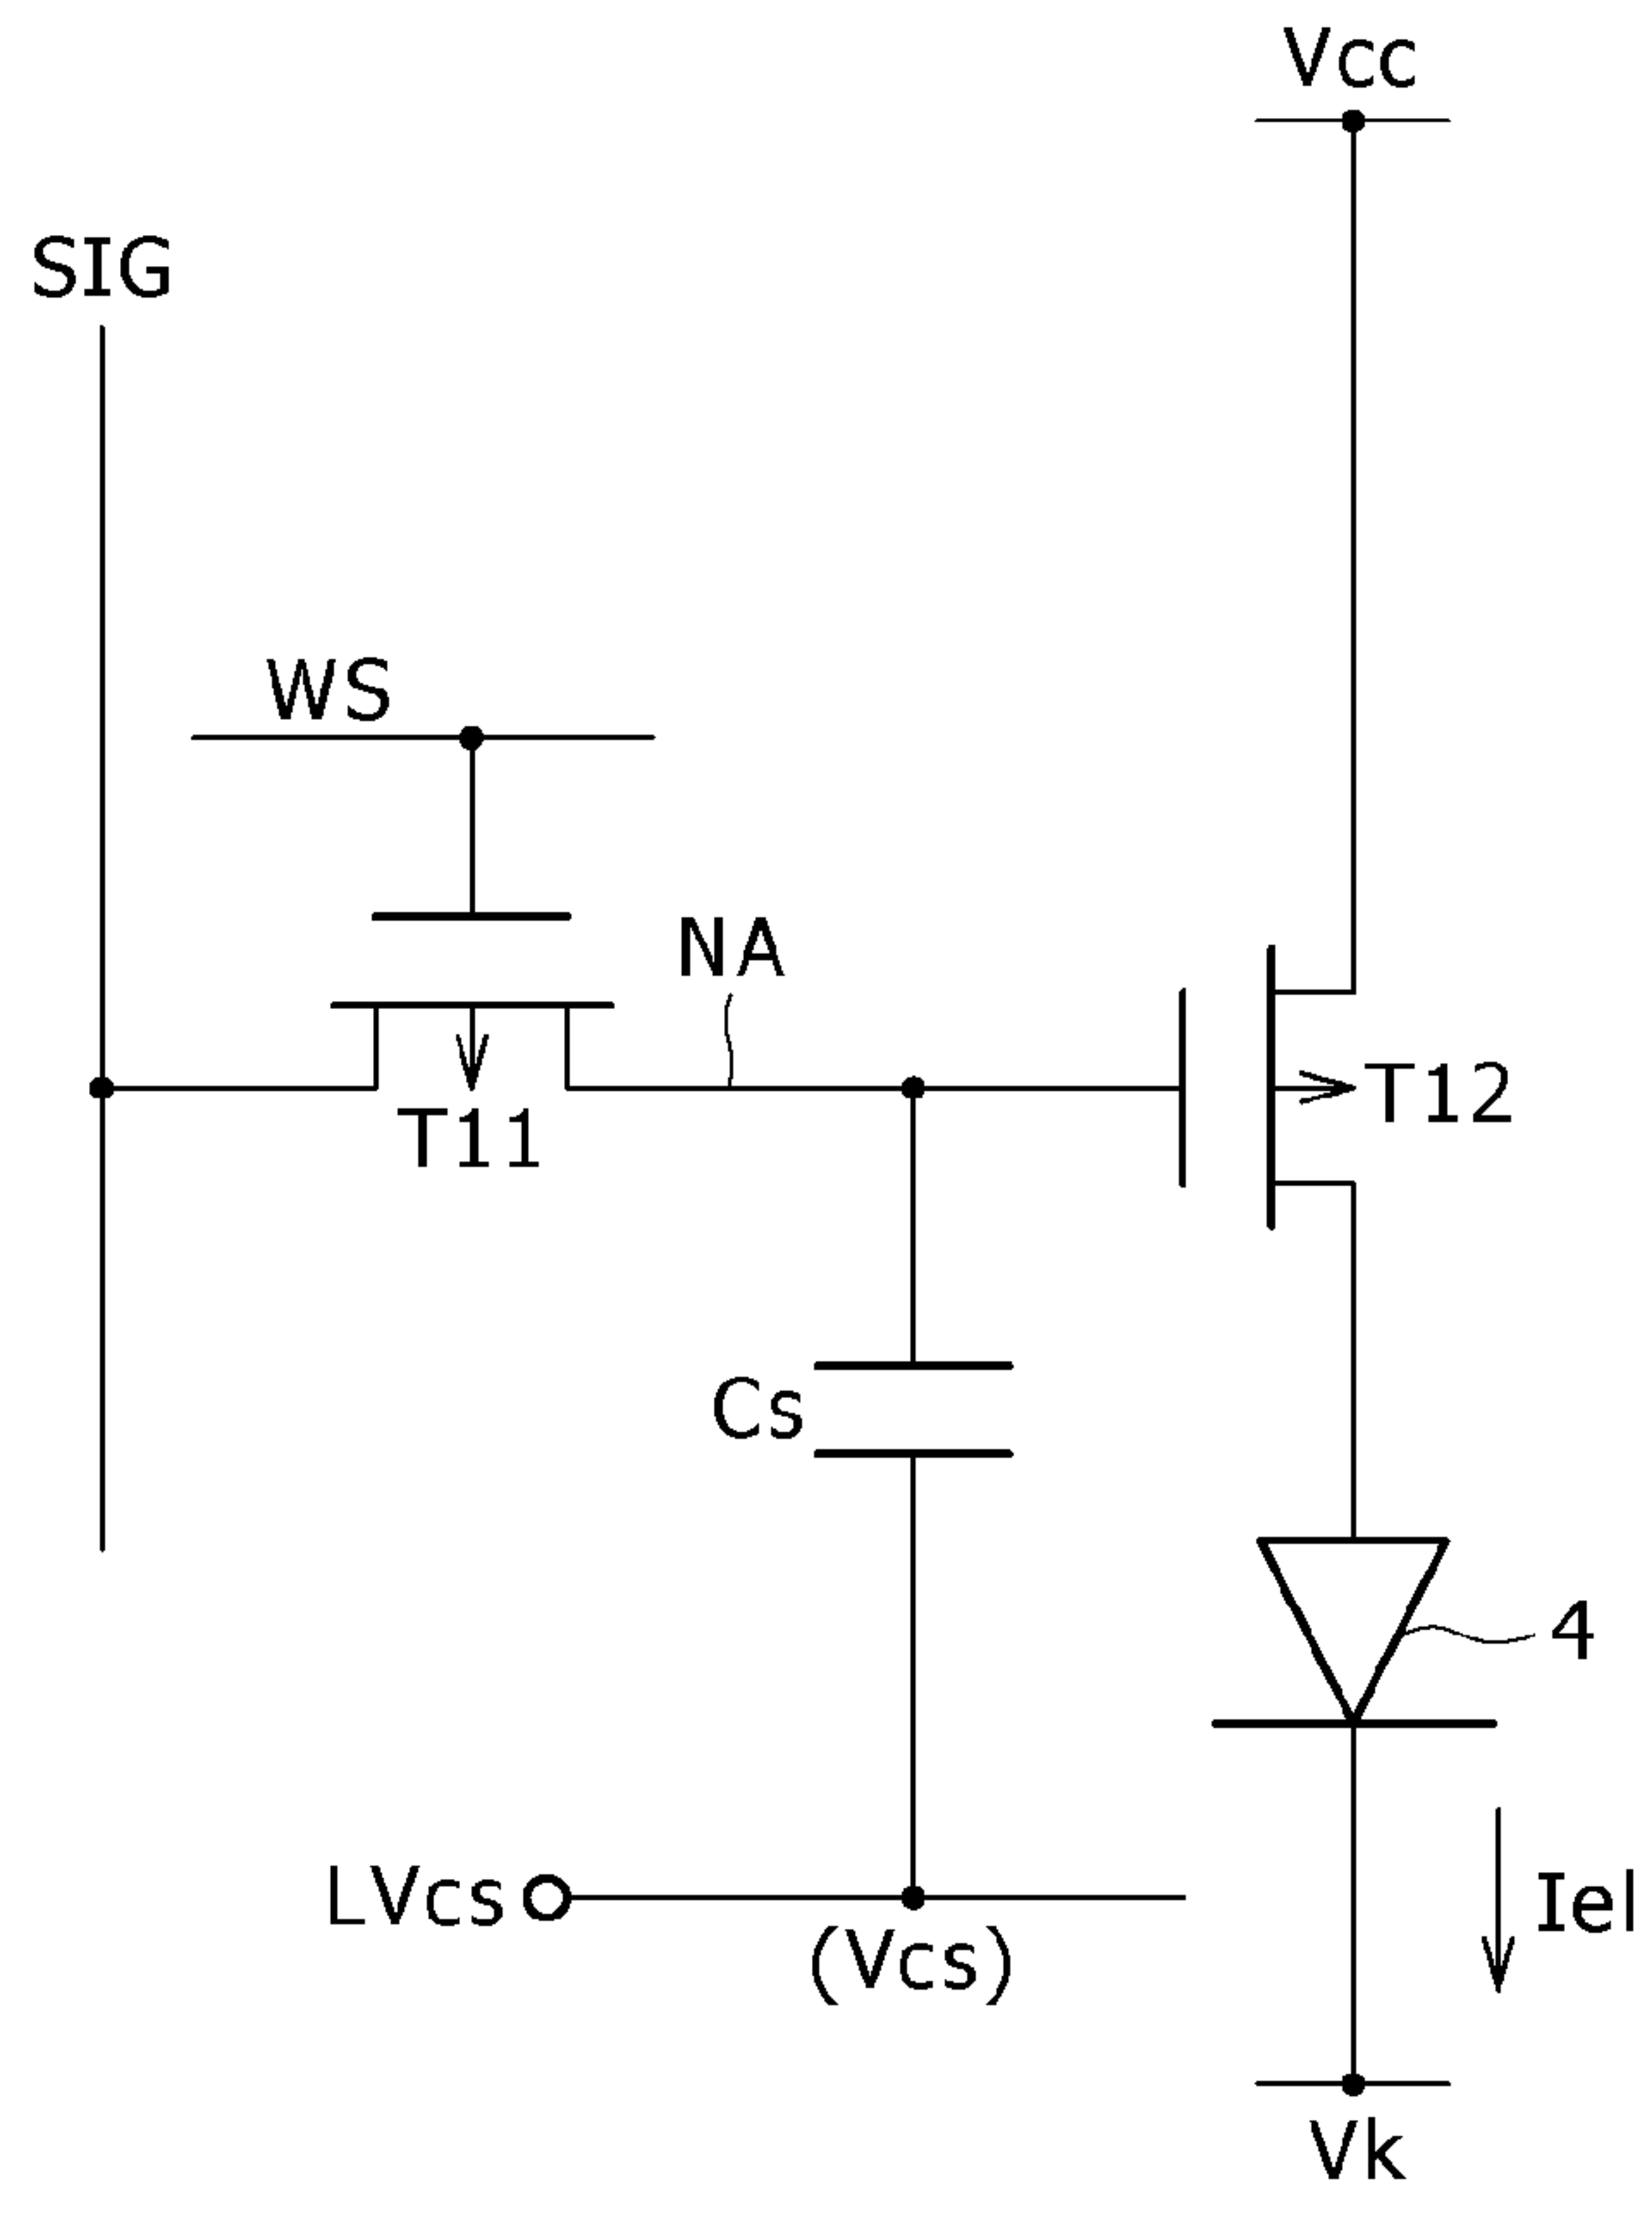 Vcc
SIG
WS
NA
T11
T12
Cs
4
LVcs
(Vcs)
Iel
Vk